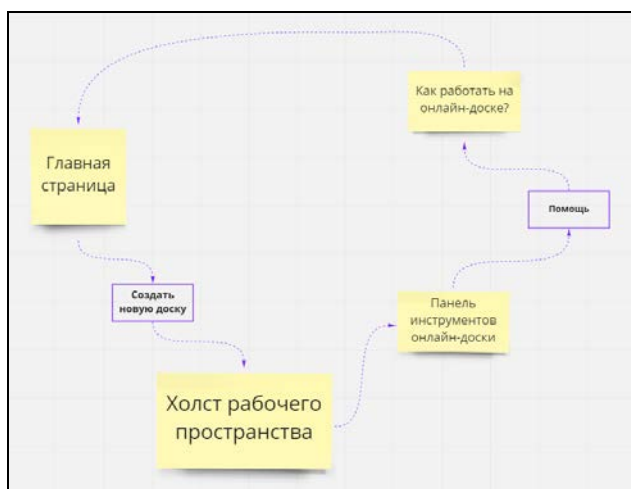 Как работать на
онлайн-доске?
Главная
страница
Помощь
Создать
новую доску
Панель
инструментов
онлайн-доски
Холст рабочего
пространства